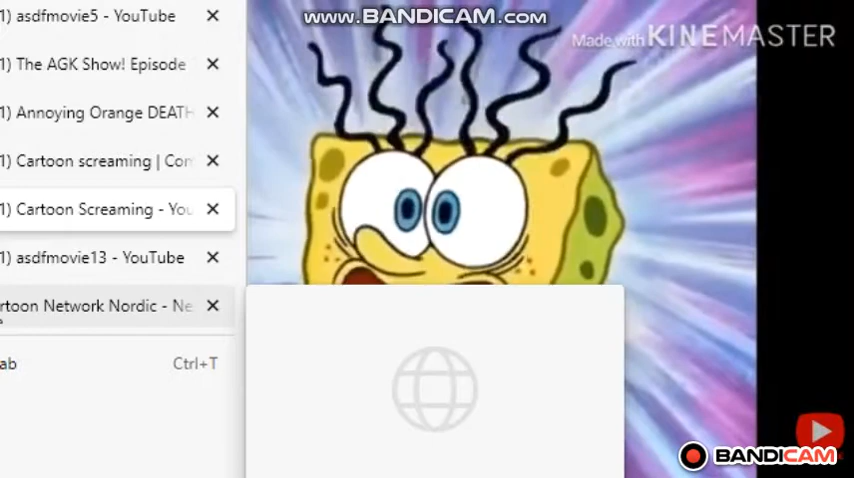 www.BANDICAM.com
Made with KINEMASTER
1) asdfmovie5 - YouTube
1) The AGK Show! Episode
1) Annoying Orange DEATH
1) Cartoon screaming | Con
1) Cartoon Screaming - You
1) asdfmovie13 - YouTube
rtoon Network Nordic - Ne
ab Ctrl+T
BANDICAM